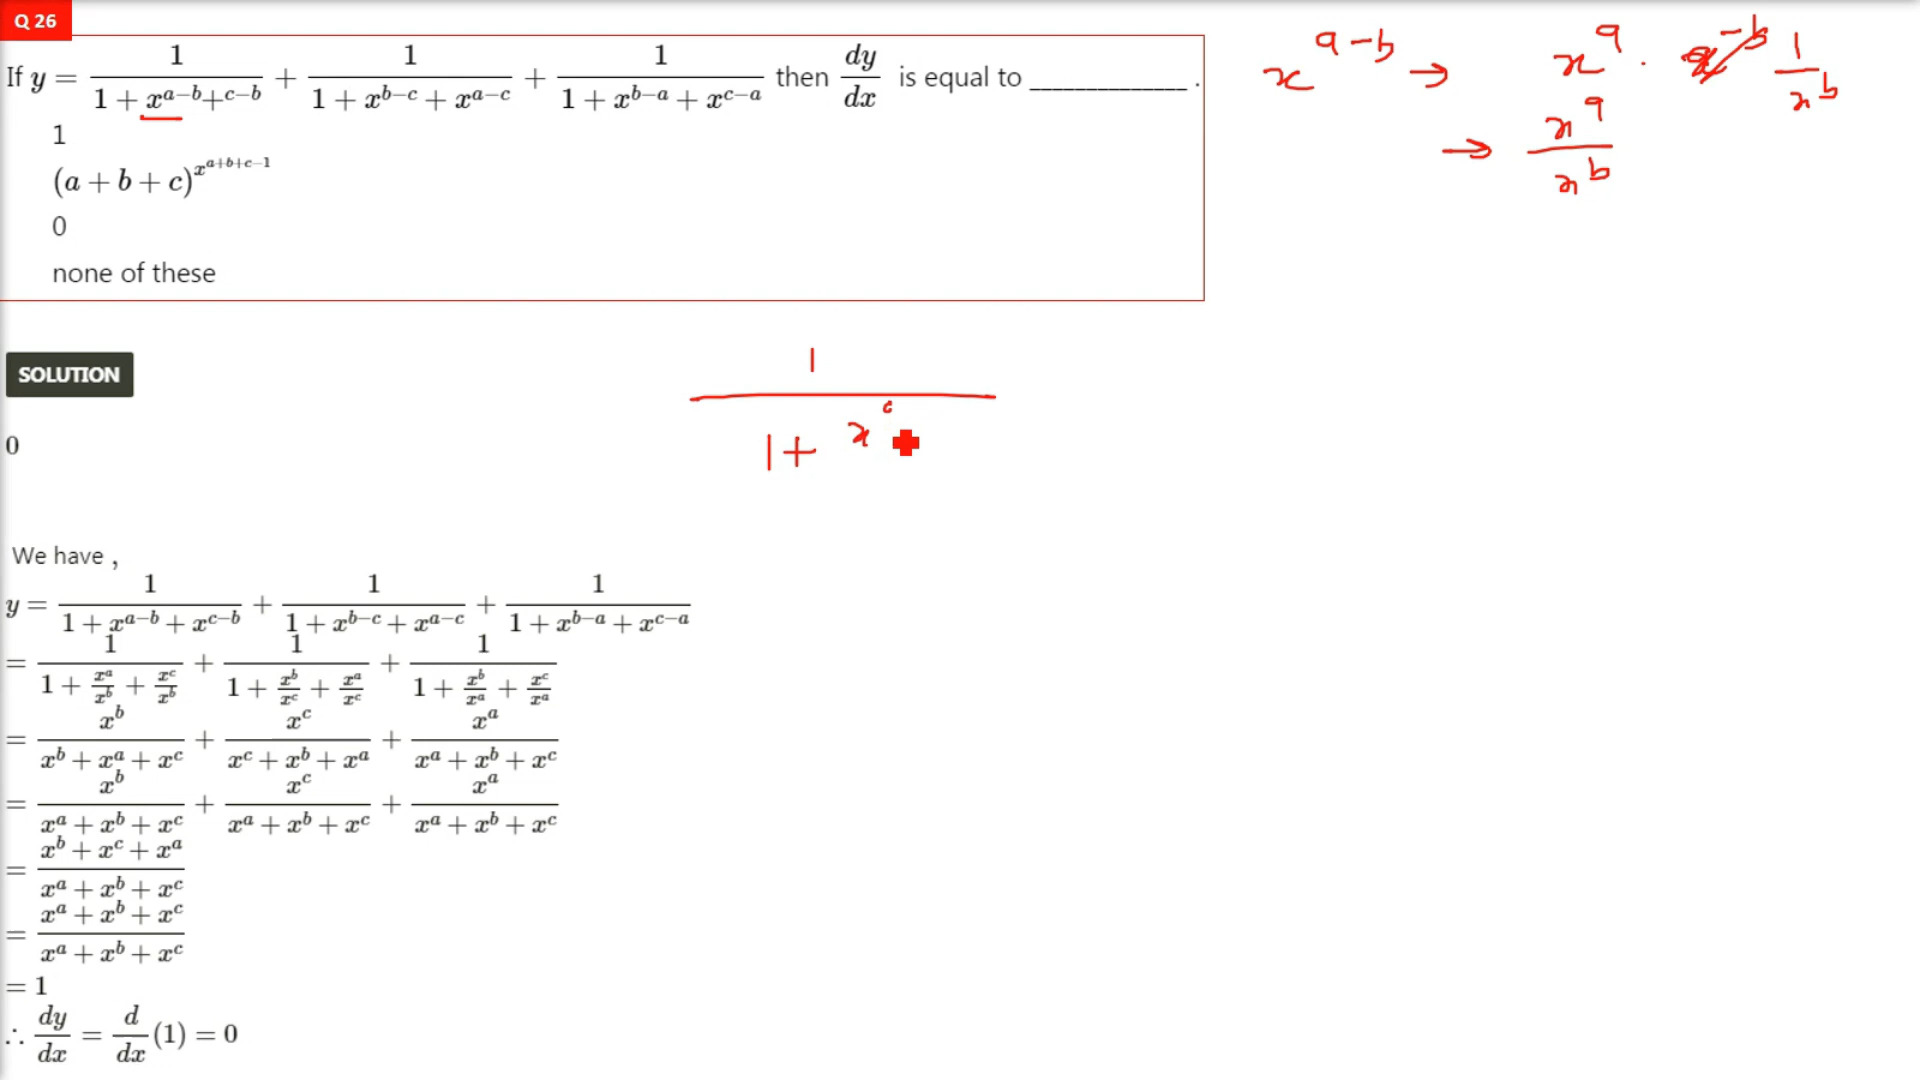 Q 26
If y = 1/(1 + x^{a−b}+^{c−b}) + 1/(1 + x^{b−c} + x^{a−c}) + 1/(1 + x^{b−a} + x^{c−a}) then dy/dx is equal to ______________ .
1
(a + b + c)^{x^{a+b+c−1}}
0
none of these
x^{a−b} → x^a · x^{−b} 1/x^b
→ x^a/x^b
SOLUTION
0
1/(1 + x^c
We have ,
y = 1/(1 + x^{a−b} + x^{c−b}) + 1/(1 + x^{b−c} + x^{a−c}) + 1/(1 + x^{b−a} + x^{c−a})
= 1/(1 + x^a/x^b + x^c/x^b) + 1/(1 + x^b/x^c + x^a/x^c) + 1/(1 + x^b/x^a + x^c/x^a)
= x^b/(x^b + x^a + x^c) + x^c/(x^c + x^b + x^a) + x^a/(x^a + x^b + x^c)
= x^b/(x^a + x^b + x^c) + x^c/(x^a + x^b + x^c) + x^a/(x^a + x^b + x^c)
= (x^b + x^c + x^a)/(x^a + x^b + x^c)
= (x^a + x^b + x^c)/(x^a + x^b + x^c)
= 1
∴ dy/dx = d/dx (1) = 0